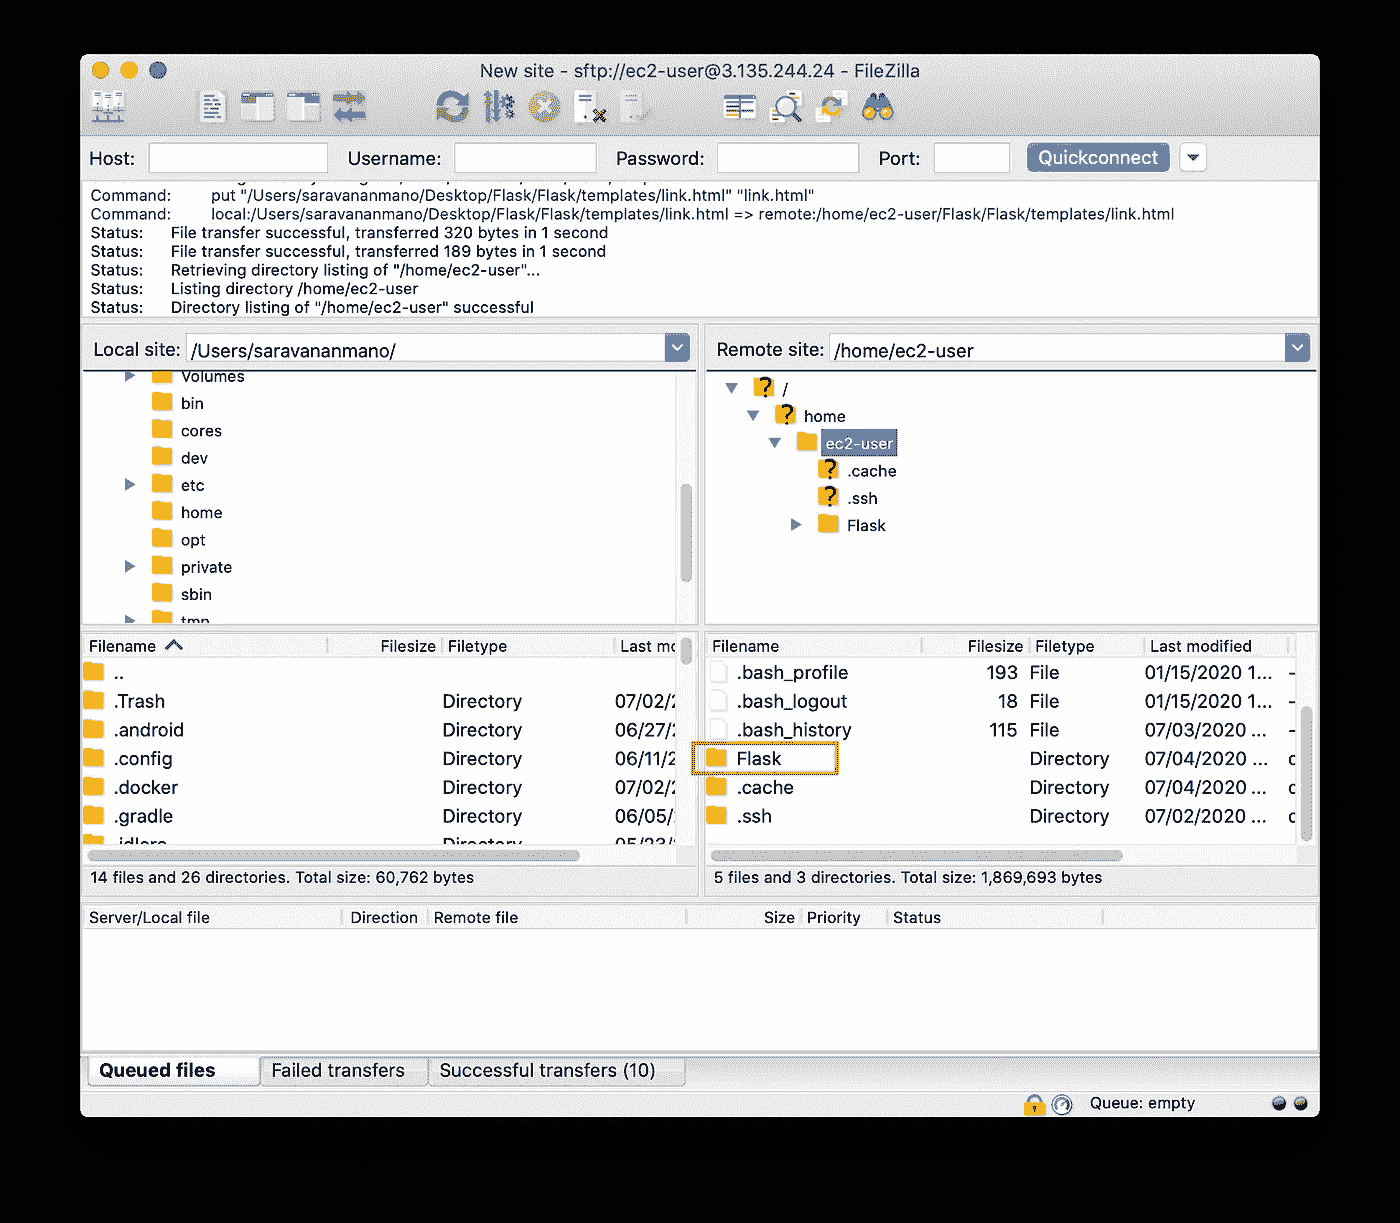 New site - sftp://ec2-user@3.135.244.24 - FileZilla
Host: Username: Password: Port: Quickconnect
Command: put "/Users/saravananmano/Desktop/Flask/Flask/templates/link.html" "link.html"
Command: local:/Users/saravananmano/Desktop/Flask/Flask/templates/link.html => remote:/home/ec2-user/Flask/Flask/templates/link.html
Status: File transfer successful, transferred 320 bytes in 1 second
Status: File transfer successful, transferred 189 bytes in 1 second
Status: Retrieving directory listing of "/home/ec2-user"...
Status: Listing directory /home/ec2-user
Status: Directory listing of "/home/ec2-user" successful
Local site: /Users/saravananmano/
Volumes
bin
cores
dev
etc
home
opt
private
sbin
tmp
Remote site: /home/ec2-user
? /
? home
ec2-user
? .cache
? .ssh
Flask
Filename Filesize Filetype Last mo
..
.Trash Directory 07/02/2
.android Directory 06/27/
.config Directory 06/11/2
.docker Directory 07/02/2
.gradle Directory 06/05/
.idlerc Directory 05/23/
14 files and 26 directories. Total size: 60,762 bytes
Filename Filesize Filetype Last modified
.bash_profile 193 File 01/15/2020 1... -
.bash_logout 18 File 01/15/2020 1... -
.bash_history 115 File 07/03/2020 ... -
Flask Directory 07/04/2020 ... d
.cache Directory 07/04/2020 ... d
.ssh Directory 07/02/2020 ... d
5 files and 3 directories. Total size: 1,869,693 bytes
Server/Local file Direction Remote file Size Priority Status
Queued files Failed transfers Successful transfers (10)
Queue: empty